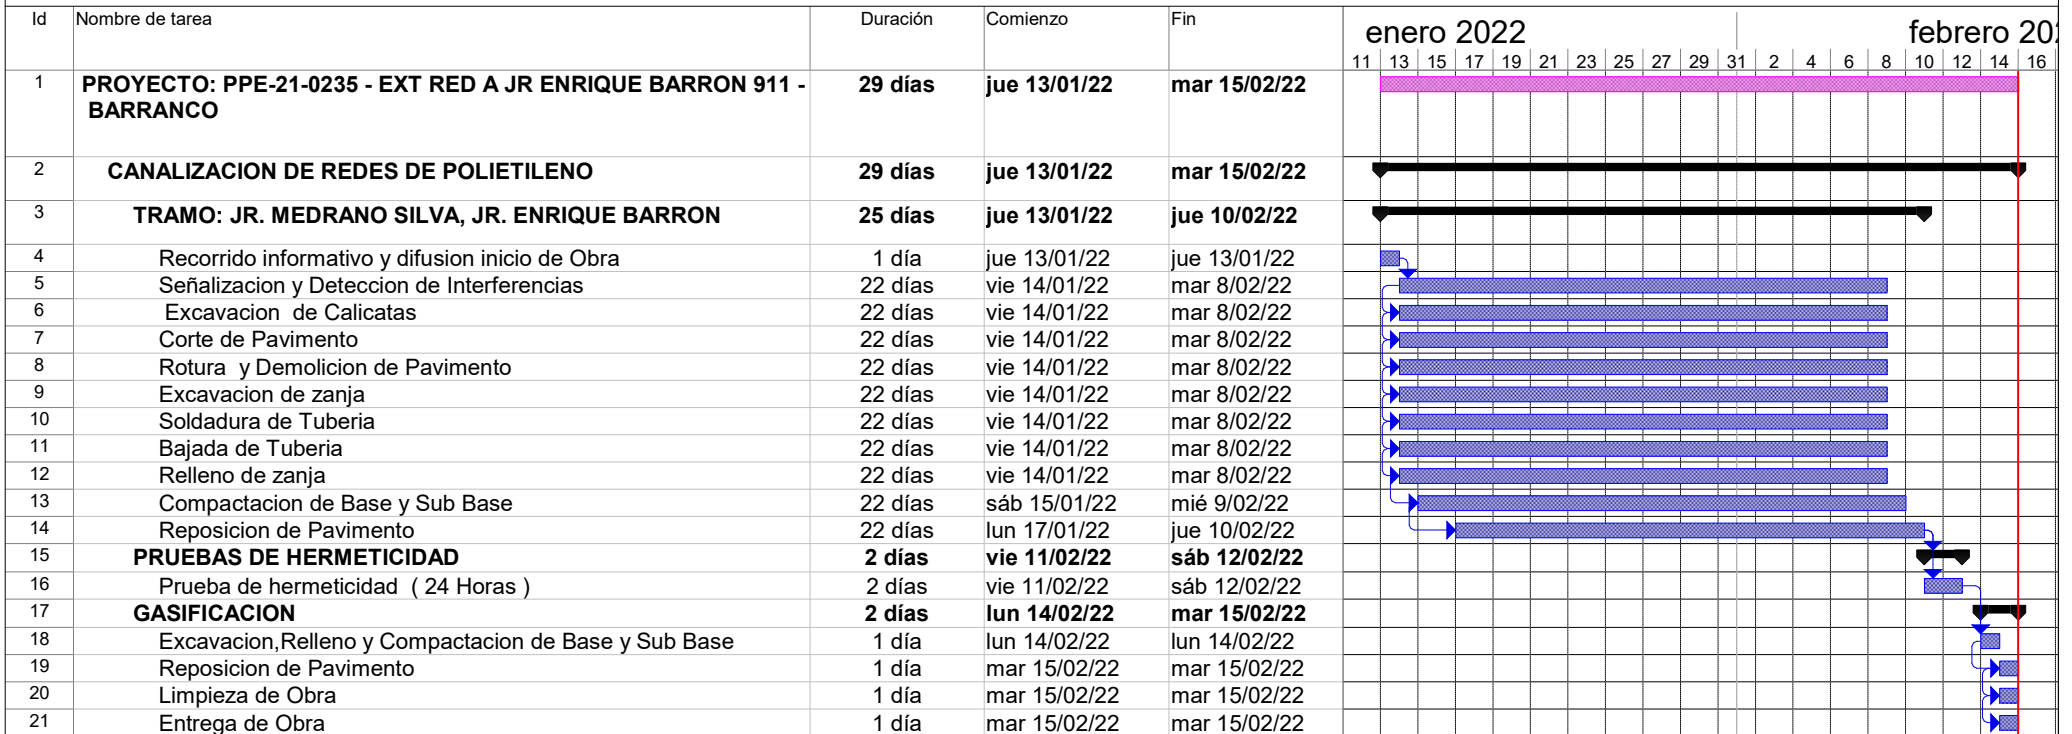 Id Nombre de tarea Duración Comienzo Fin enero 2022 febrero 202
11 13 15 17 19 21 23 25 27 29 31 2 4 6 8 10 12 14 16
1 PROYECTO: PPE-21-0235 - EXT RED A JR ENRIQUE BARRON 911 - 29 días jue 13/01/22 mar 15/02/22
BARRANCO
2 CANALIZACION DE REDES DE POLIETILENO 29 días jue 13/01/22 mar 15/02/22
3 TRAMO: JR. MEDRANO SILVA, JR. ENRIQUE BARRON 25 días jue 13/01/22 jue 10/02/22
4 Recorrido informativo y difusion inicio de Obra 1 día jue 13/01/22 jue 13/01/22
5 Señalizacion y Deteccion de Interferencias 22 días vie 14/01/22 mar 8/02/22
6 Excavacion de Calicatas 22 días vie 14/01/22 mar 8/02/22
7 Corte de Pavimento 22 días vie 14/01/22 mar 8/02/22
8 Rotura y Demolicion de Pavimento 22 días vie 14/01/22 mar 8/02/22
9 Excavacion de zanja 22 días vie 14/01/22 mar 8/02/22
10 Soldadura de Tuberia 22 días vie 14/01/22 mar 8/02/22
11 Bajada de Tuberia 22 días vie 14/01/22 mar 8/02/22
12 Relleno de zanja 22 días vie 14/01/22 mar 8/02/22
13 Compactacion de Base y Sub Base 22 días sáb 15/01/22 mié 9/02/22
14 Reposicion de Pavimento 22 días lun 17/01/22 jue 10/02/22
15 PRUEBAS DE HERMETICIDAD 2 días vie 11/02/22 sáb 12/02/22
16 Prueba de hermeticidad ( 24 Horas ) 2 días vie 11/02/22 sáb 12/02/22
17 GASIFICACION 2 días lun 14/02/22 mar 15/02/22
18 Excavacion,Relleno y Compactacion de Base y Sub Base 1 día lun 14/02/22 lun 14/02/22
19 Reposicion de Pavimento 1 día mar 15/02/22 mar 15/02/22
20 Limpieza de Obra 1 día mar 15/02/22 mar 15/02/22
21 Entrega de Obra 1 día mar 15/02/22 mar 15/02/22